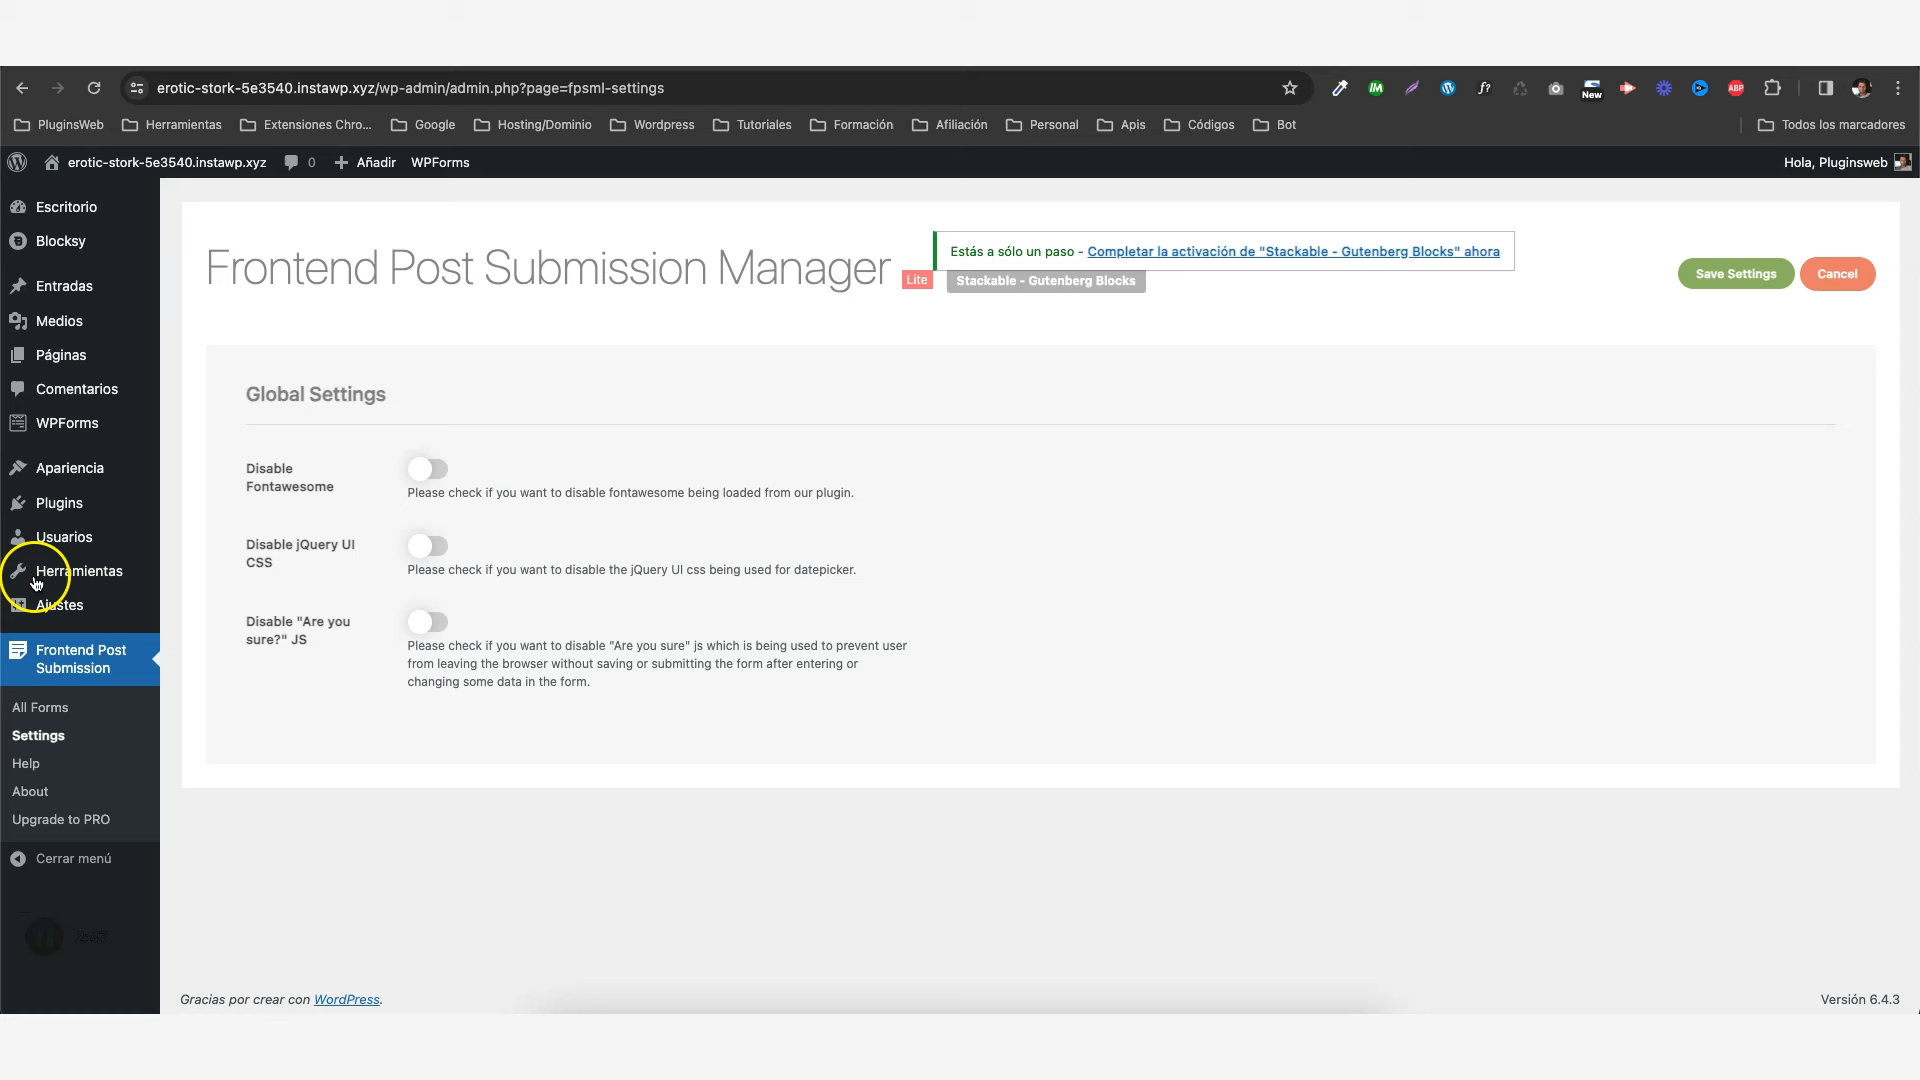 erotic-stork-5e3540.instawp.xyz/wp-admin/admin.php?page=fpsml-settings
f?
New
ABP
PluginsWeb
Herramientas
Extensiones Chro...
Google
Hosting/Dominio
Wordpress
Tutoriales
Formación
Afiliación
Personal
Apis
Códigos
Bot
Todos los marcadores
erotic-stork-5e3540.instawp.xyz
0
Añadir
WPForms
Hola, Pluginsweb
Escritorio
Blocksy
Entradas
Medios
Páginas
Comentarios
WPForms
Apariencia
Plugins
Usuarios
Herramientas
Ajustes
Frontend Post
Submission
All Forms
Settings
Help
About
Upgrade to PRO
Cerrar menú
Frontend Post Submission Manager
Lite
Estás a sólo un paso - Completar la activación de "Stackable - Gutenberg Blocks" ahora
Stackable - Gutenberg Blocks
Save Settings
Cancel
Global Settings
Disable
Fontawesome
Please check if you want to disable fontawesome being loaded from our plugin.
Disable jQuery UI
CSS
Please check if you want to disable the jQuery UI css being used for datepicker.
Disable "Are you
sure?" JS
Please check if you want to disable "Are you sure" js which is being used to prevent user
from leaving the browser without saving or submitting the form after entering or
changing some data in the form.
Gracias por crear con WordPress.
Versión 6.4.3